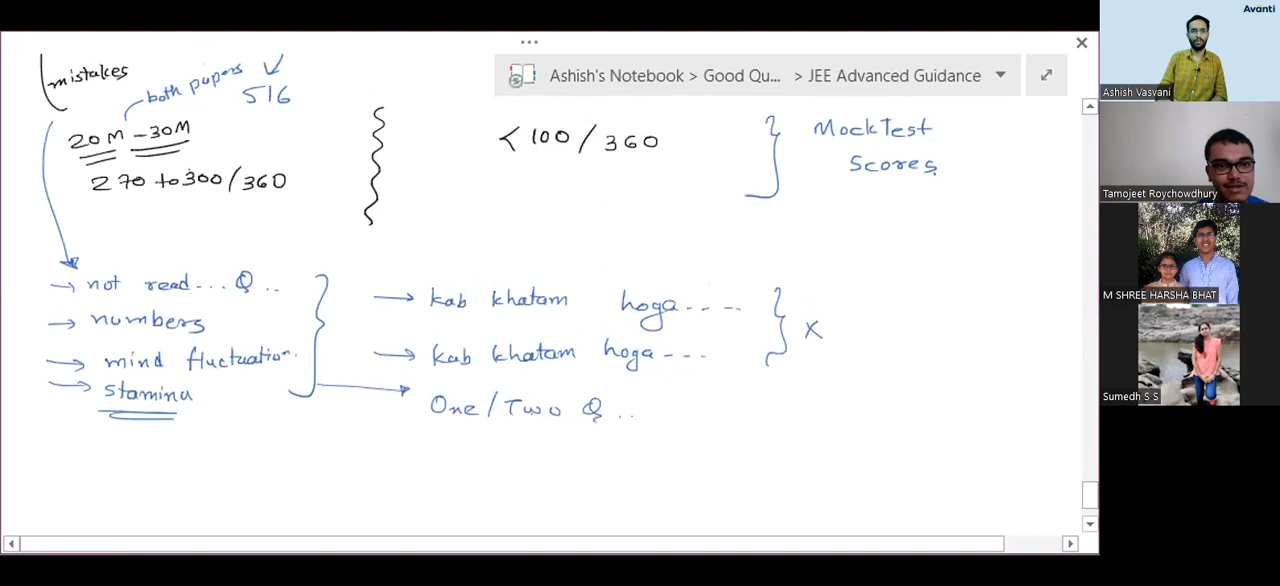 Avanti
mistakes
both papers
516
20M - 30M
270 to 300/360
Ashish's Notebook > Good Qu... > JEE Advanced Guidance
< 100/360
Mock Test
Scores
Ashish Vasvani
Tamojeet Roychowdhury
M SHREE HARSHA BHAT
Sumedh S S
→ not read... Q..
→ numbers
→ mind fluctuation.
→ stamina
→ kab khatam hoga....
→ kab khatam hoga---
One/Two Q..
X